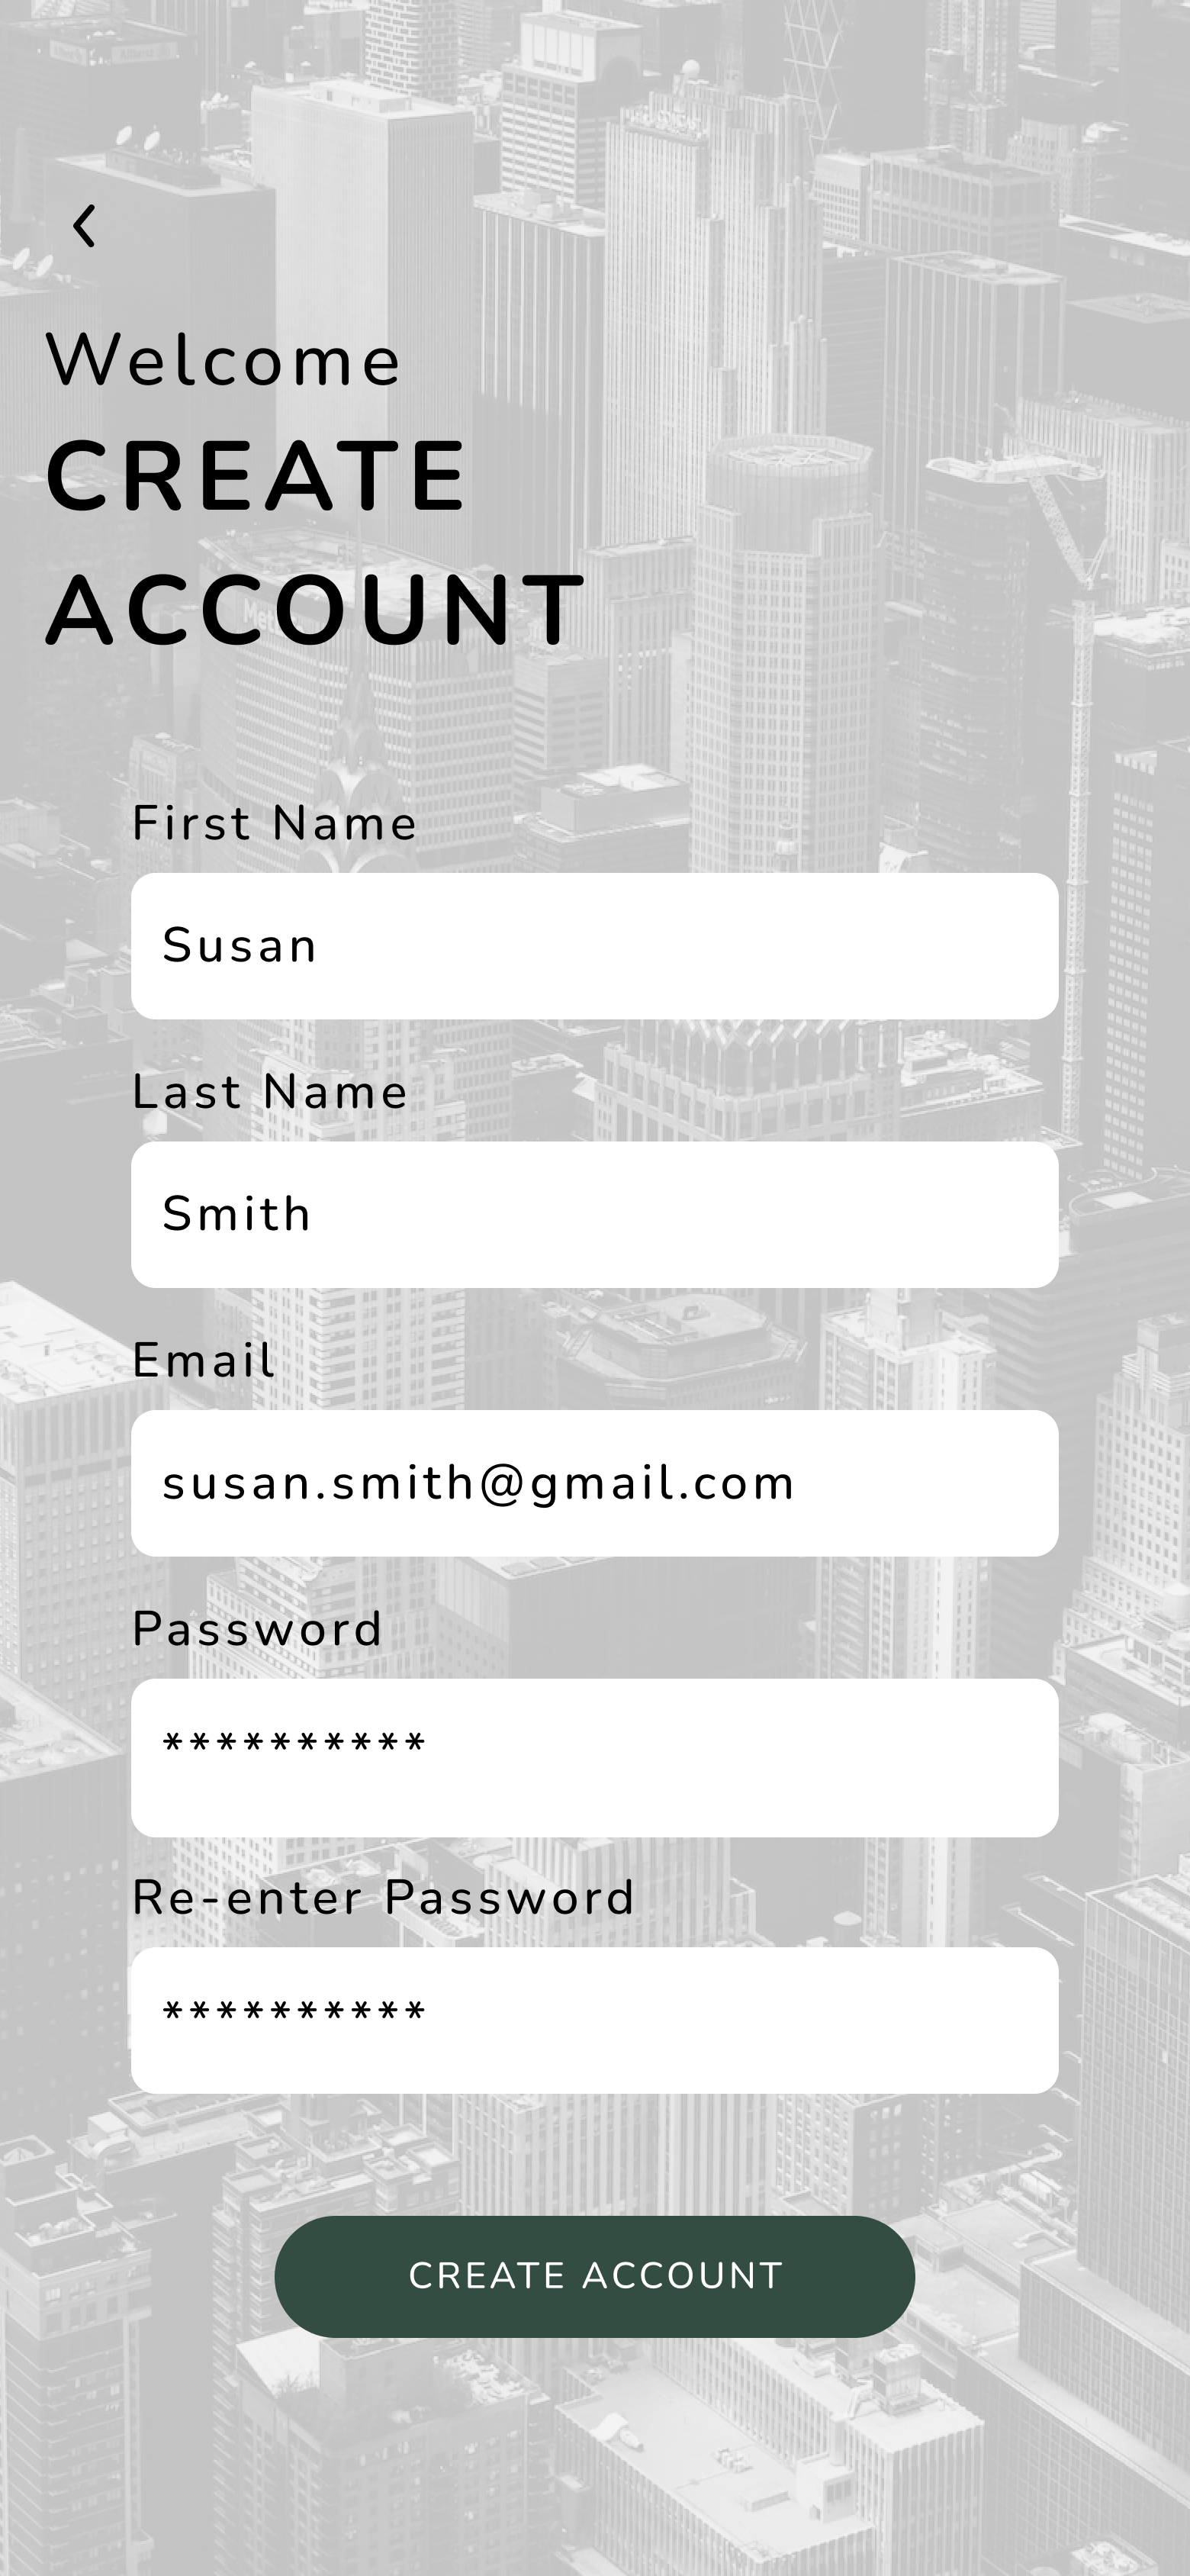 Welcome
CREATE
ACCOUNT
First Name
Susan
Last Name
Smith
Email
susan.smith@gmail.com
Password
**********
Re-enter Password
**********
CREATE ACCOUNT